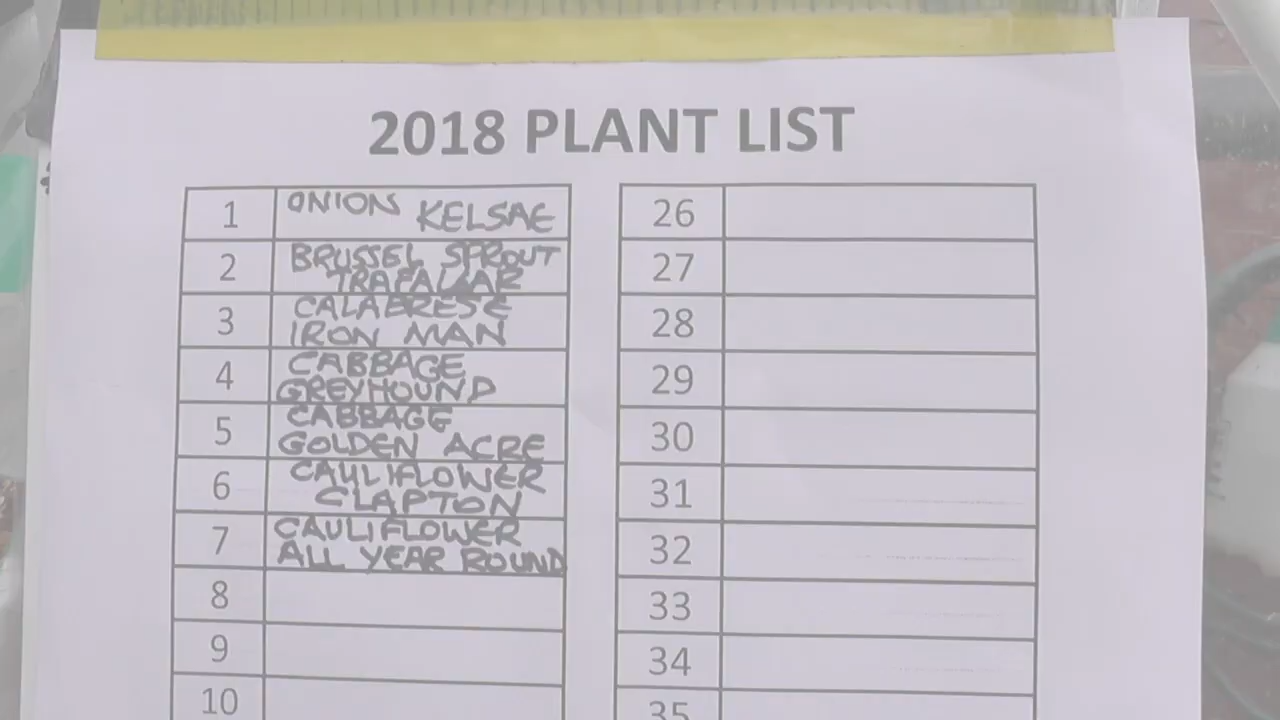 2018 PLANT LIST
1 ONION KELSAE
2 BRUSSEL SPROUT
TRAFALGAR
3 CALABRESE
IRON MAN
4 CABBAGE
GREYHOUND
5 CABBAGE
GOLDEN ACRE
6 CAULIFLOWER
CLAPTON
7 CAULIFLOWER
ALL YEAR ROUND
8
9
10
26
27
28
29
30
31
32
33
34
35